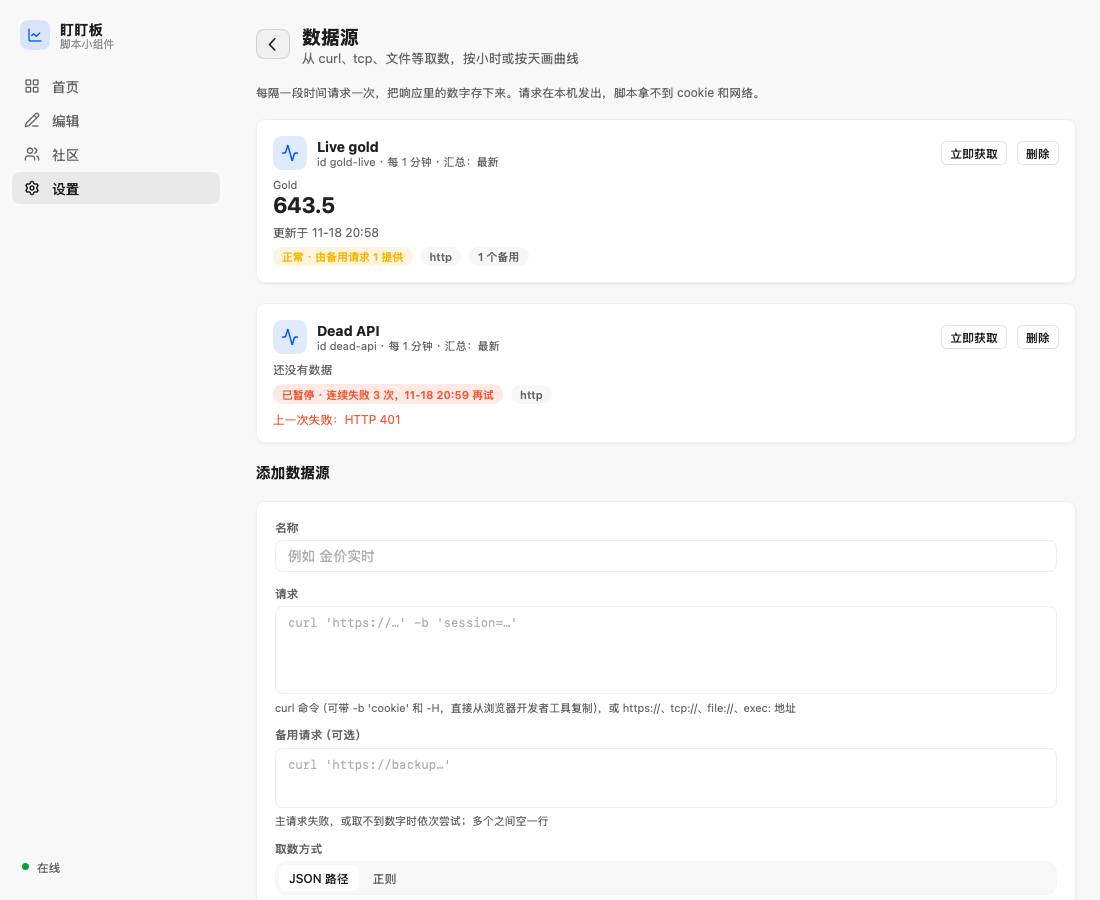 盯盯板
脚本小组件
首页
编辑
社区
设置
在线
数据源
从 curl、tcp、文件等取数，按小时或按天画曲线
每隔一段时间请求一次，把响应里的数字存下来。请求在本机发出，脚本拿不到 cookie 和网络。
Live gold
id gold-live · 每 1 分钟 · 汇总：最新
立即获取
删除
Gold
643.5
更新于 11-18 20:58
正常 · 由备用请求 1 提供
http
1 个备用
Dead API
id dead-api · 每 1 分钟 · 汇总：最新
立即获取
删除
还没有数据
已暂停 · 连续失败 3 次，11-18 20:59 再试
http
上一次失败：HTTP 401
添加数据源
名称
例如 金价实时
请求
curl 'https://…' -b 'session=…'
curl 命令 (可带 -b 'cookie' 和 -H，直接从浏览器开发者工具复制)，或 https://、tcp://、file://、exec: 地址
备用请求 (可选)
curl 'https://backup…'
主请求失败，或取不到数字时依次尝试；多个之间空一行
取数方式
JSON 路径
正则